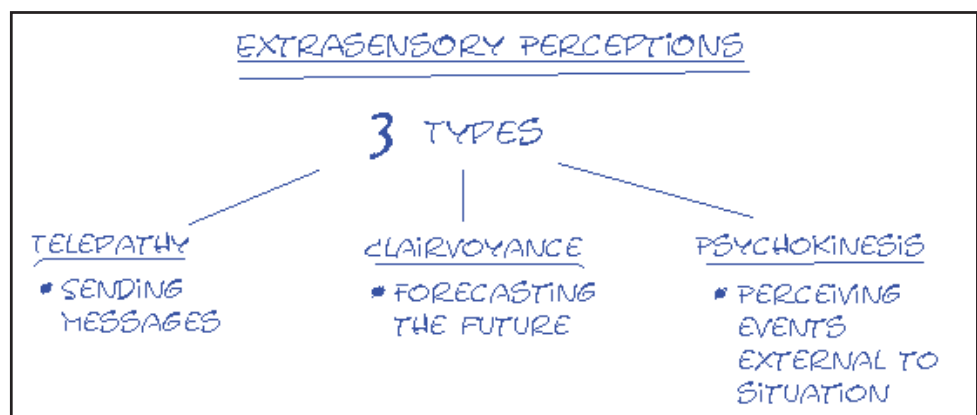 EXTRASENSORY PERCEPTIONS
3 TYPES
TELEPATHY
• SENDING
MESSAGES
CLAIRVOYANCE
• FORECASTING
THE FUTURE
PSYCHOKINESIS
• PERCEIVING
EVENTS
EXTERNAL TO
SITUATION